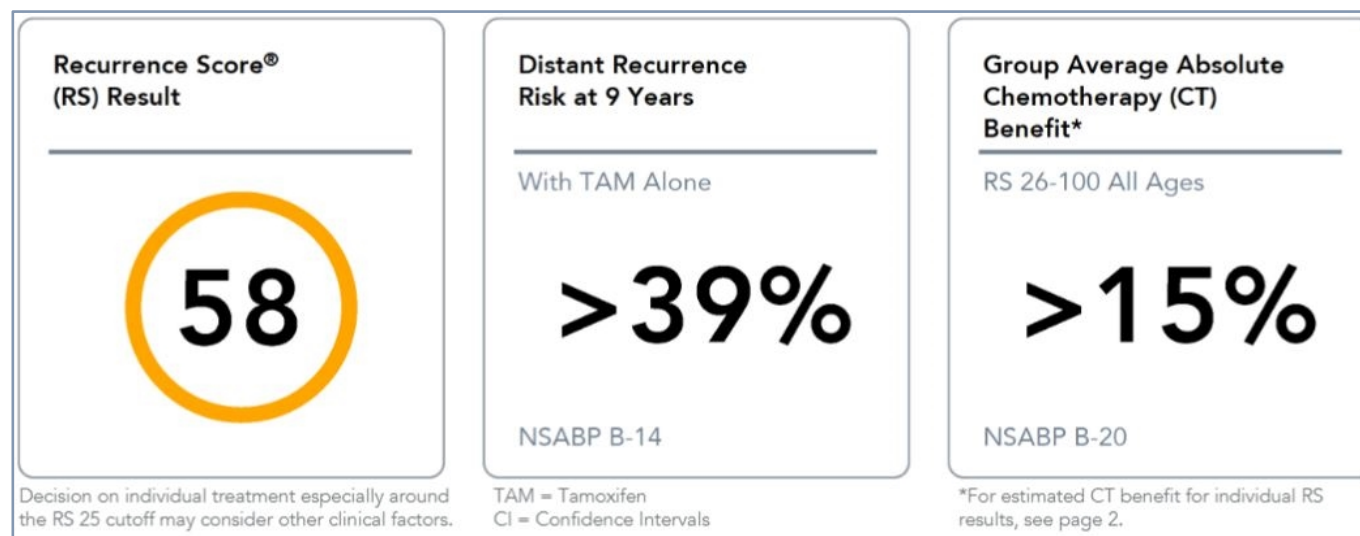 Recurrence Score®
(RS) Result
58
Decision on individual treatment especially around
the RS 25 cutoff may consider other clinical factors.
Distant Recurrence
Risk at 9 Years
With TAM Alone
>39%
NSABP B-14
TAM = Tamoxifen
CI = Confidence Intervals
Group Average Absolute
Chemotherapy (CT)
Benefit*
RS 26-100 All Ages
>15%
NSABP B-20
*For estimated CT benefit for individual RS
results, see page 2.